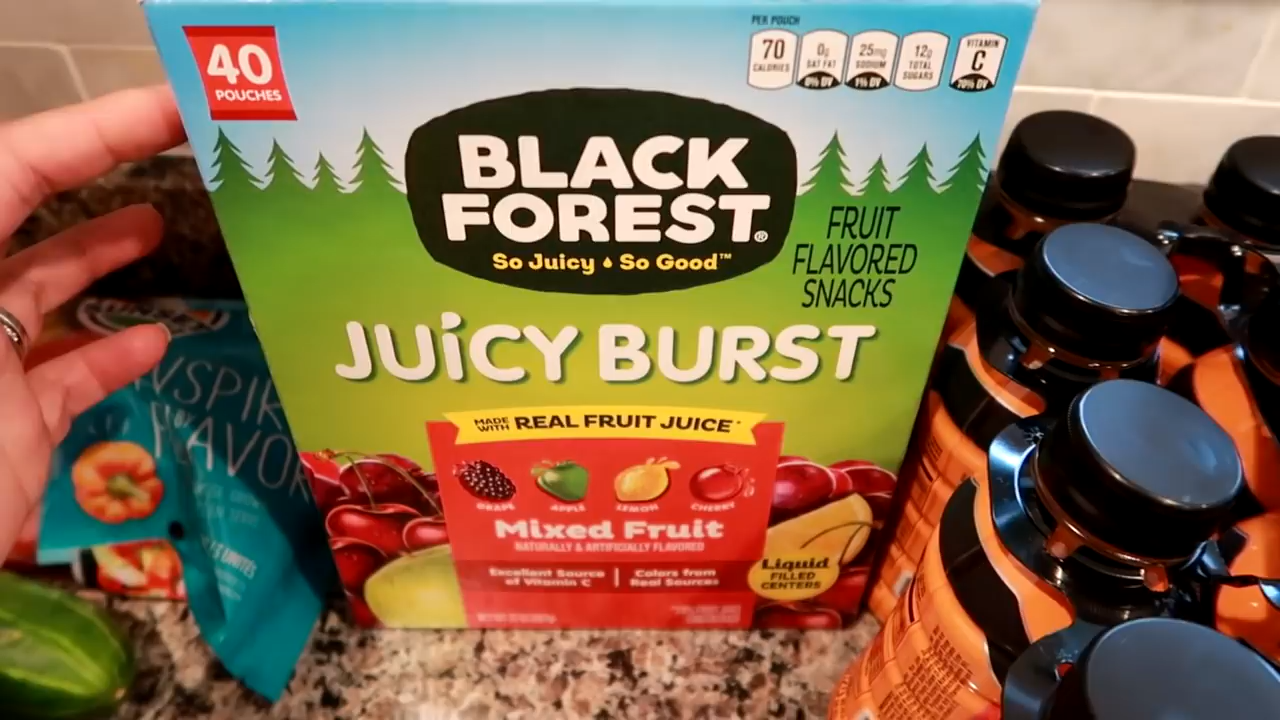 40
POUCHES
PER POUCH
70
CALORIES
0g
SAT FAT
0% DV
25mg
SODIUM
1% DV
12g
TOTAL
SUGARS
VITAMIN
C
70% DV
BLACK
FOREST®
So Juicy So Good™
FRUIT
FLAVORED
SNACKS
JUiCY BURST
MADE
WITH REAL FRUIT JUICE*
GRAPE APPLE LEMON CHERRY
Mixed Fruit
NATURALLY & ARTIFICIALLY FLAVORED
Excellent Source
of Vitamin C
Colors from
Real Sources
Liquid
FILLED
CENTERS
FLAVOR